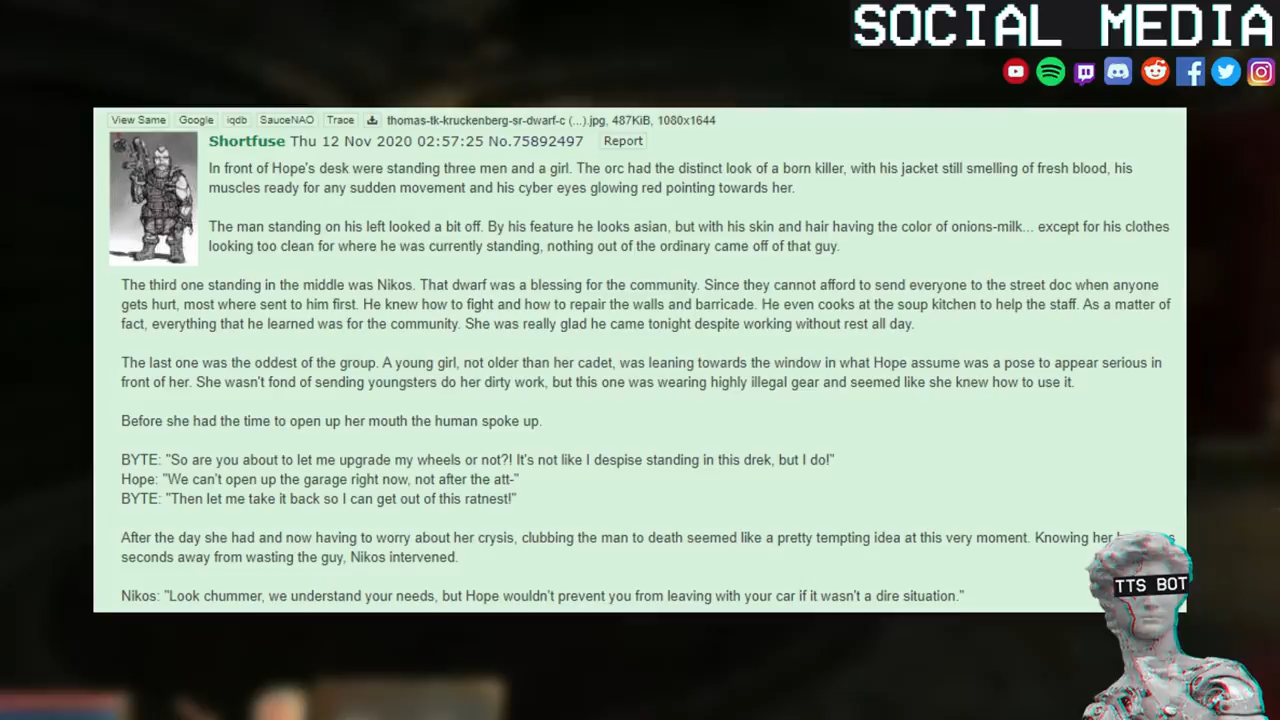 SOCIAL MEDIA
View Same Google iqdb SauceNAO Trace thomas-tk-kruckenberg-sr-dwarf-c (...).jpg, 487KiB, 1080x1644
Shortfuse Thu 12 Nov 2020 02:57:25 No.75892497 Report
In front of Hope's desk were standing three men and a girl. The orc had the distinct look of a born killer, with his jacket still smelling of fresh blood, his
muscles ready for any sudden movement and his cyber eyes glowing red pointing towards her.
The man standing on his left looked a bit off. By his feature he looks asian, but with his skin and hair having the color of onions-milk... except for his clothes
looking too clean for where he was currently standing, nothing out of the ordinary came off of that guy.
The third one standing in the middle was Nikos. That dwarf was a blessing for the community. Since they cannot afford to send everyone to the street doc when anyone
gets hurt, most where sent to him first. He knew how to fight and how to repair the walls and barricade. He even cooks at the soup kitchen to help the staff. As a matter of
fact, everything that he learned was for the community. She was really glad he came tonight despite working without rest all day.
The last one was the oddest of the group. A young girl, not older than her cadet, was leaning towards the window in what Hope assume was a pose to appear serious in
front of her. She wasn't fond of sending youngsters do her dirty work, but this one was wearing highly illegal gear and seemed like she knew how to use it.
Before she had the time to open up her mouth the human spoke up.
BYTE: "So are you about to let me upgrade my wheels or not?! It's not like I despise standing in this drek, but I do!"
Hope: "We can't open up the garage right now, not after the att-"
BYTE: "Then let me take it back so I can get out of this ratnest!"
After the day she had and now having to worry about her crysis, clubbing the man to death seemed like a pretty tempting idea at this very moment. Knowing her
seconds away from wasting the guy, Nikos intervened.
Nikos: "Look chummer, we understand your needs, but Hope wouldn't prevent you from leaving with your car if it wasn't a dire situation."
TTS BOT